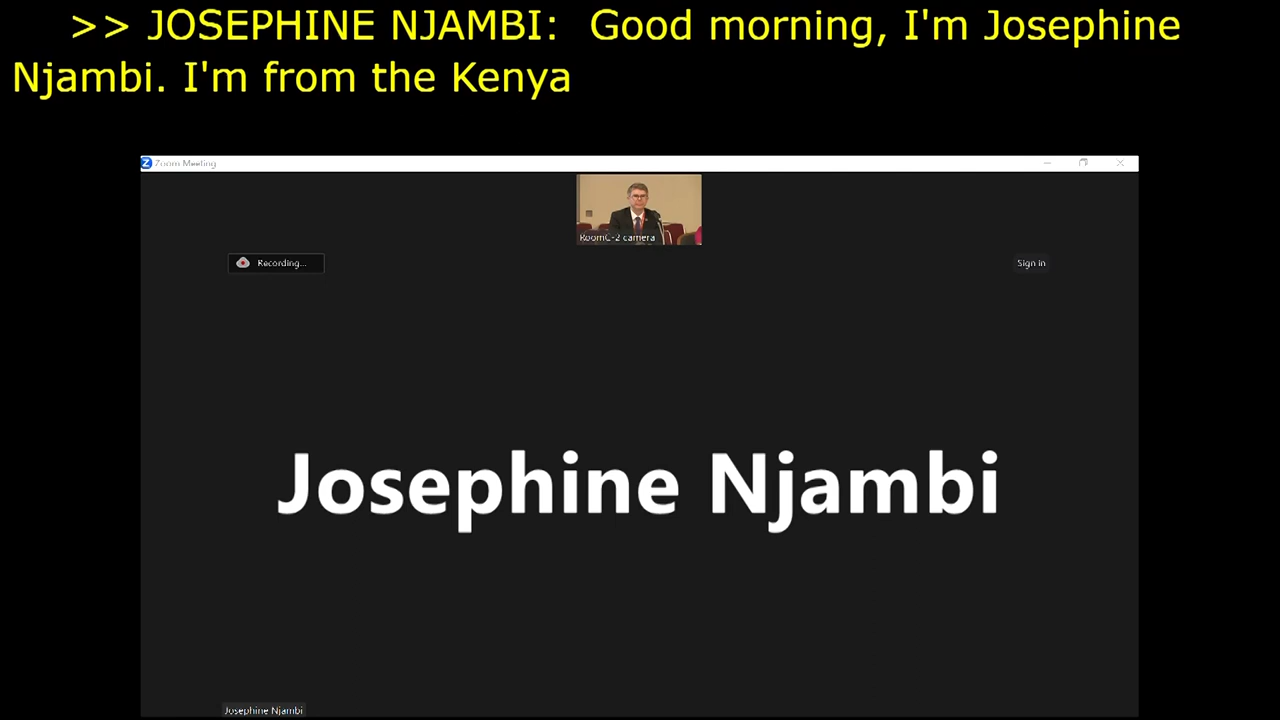 >> JOSEPHINE NJAMBI:  Good morning, I'm Josephine
Njambi. I'm from the Kenya
Zoom Meeting
RoomC-2 camera
Recording...
Sign in
Josephine Njambi
Josephine Njambi